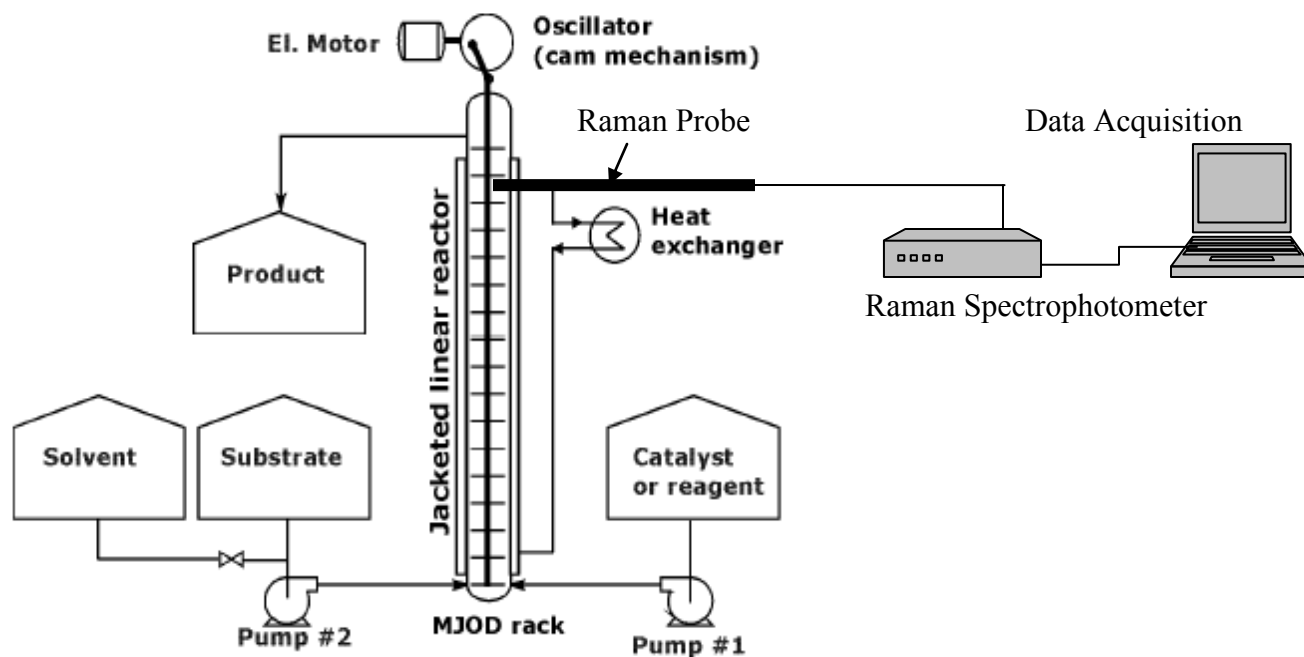 El. Motor
Oscillator
(cam mechanism)
Raman Probe
Data Acquisition
Heat
exchanger
Product
Jacketed linear reactor
Raman Spectrophotometer
Solvent
Substrate
Catalyst
or reagent
MJOD rack
Pump #2
Pump #1